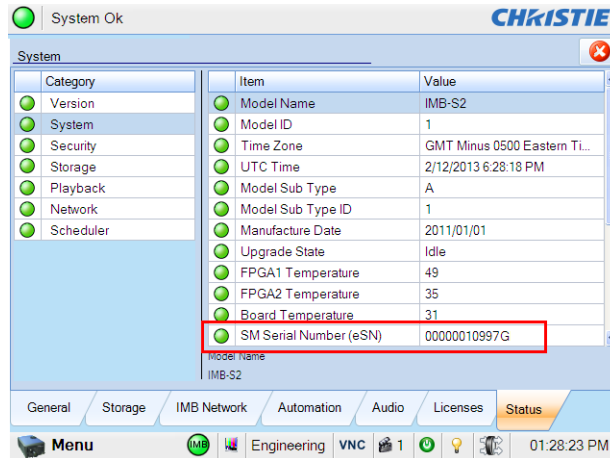 System Ok
CHRISTIE
System
Category
Version
System
Security
Storage
Playback
Network
Scheduler
Item Value
Model Name IMB-S2
Model ID 1
Time Zone GMT Minus 0500 Eastern Ti...
UTC Time 2/12/2013 6:28:18 PM
Model Sub Type A
Model Sub Type ID 1
Manufacture Date 2011/01/01
Upgrade State Idle
FPGA1 Temperature 49
FPGA2 Temperature 35
Board Temperature 31
SM Serial Number (eSN) 00000010997G
Model Name
IMB-S2
General Storage IMB Network Automation Audio Licenses Status
Menu IMB Engineering VNC 1 01:28:23 PM